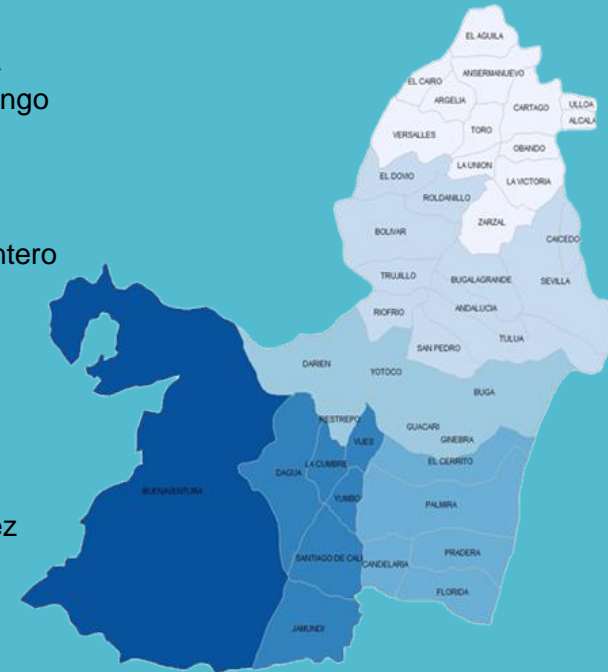 ango
ntero
ez
EL AGUILA
EL CAIRO
ANSERMANUEVO
ARGELIA
CARTAGO
ULLOA
ALCALA
VERSALLES
TORO
OBANDO
LA UNION
EL DOVIO
LA VICTORIA
ROLDANILLO
ZARZAL
BOLIVAR
CAICEDO
TRUJILLO
BUGALAGRANDE
SEVILLA
RIOFRIO
ANDALUCIA
TULUA
SAN PEDRO
DARIEN
YOTOCO
BUGA
RESTREPO
GUACARI
GINEBRA
VIJES
EL CERRITO
LA CUMBRE
DAGUA
BUENAVENTURA
YUMBO
PALMIRA
PRADERA
SANTIAGO DE CALI
CANDELARIA
FLORIDA
JAMUNDI